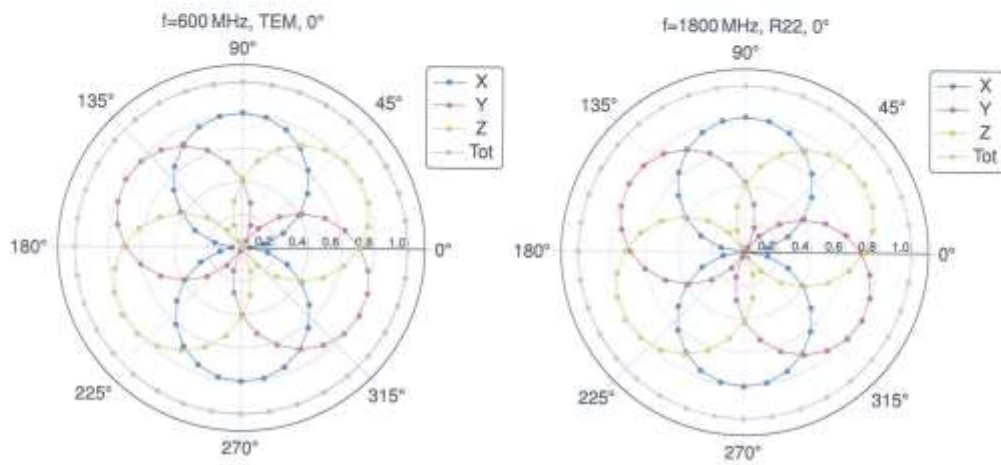 f=600 MHz, TEM, 0°
90°
135°
45°
X
Y
Z
Tot
180°
0.2 0.4 0.6 0.8 1.0
0°
225°
315°
270°
f=1800 MHz, R22, 0°
90°
135°
45°
X
Y
Z
Tot
180°
0.2 0.4 0.6 0.8 1.0
0°
225°
315°
270°